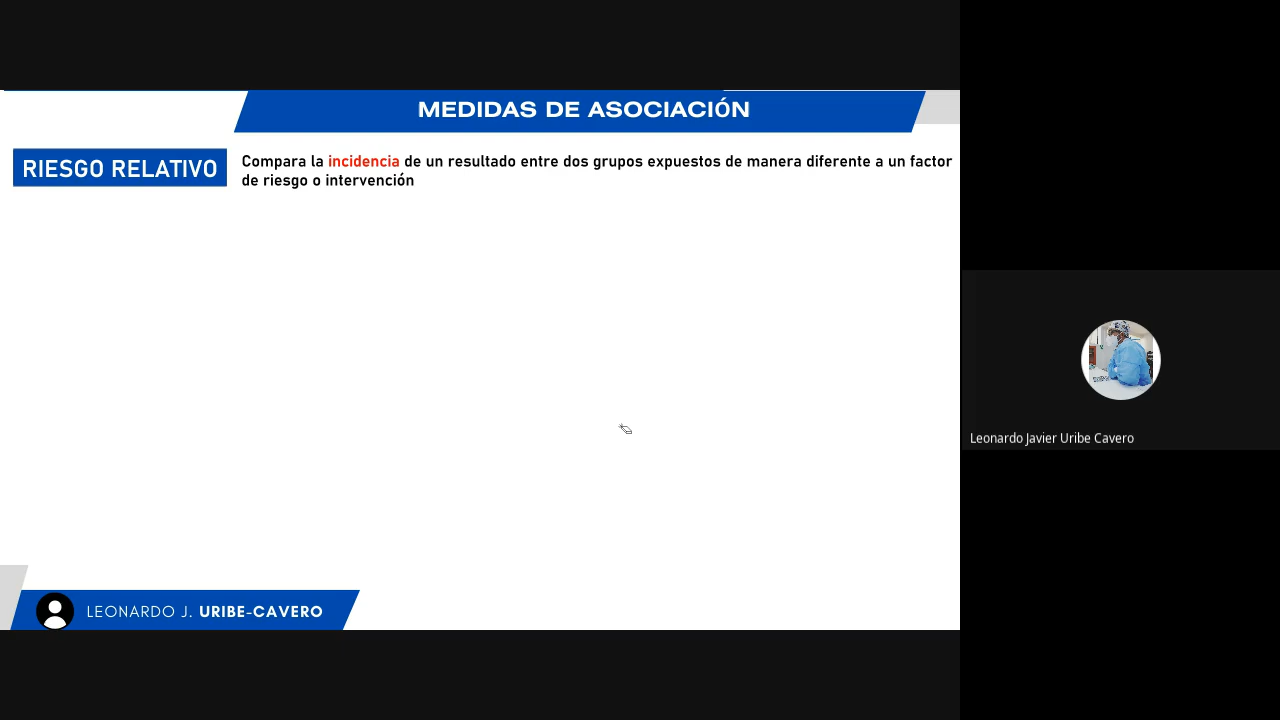 MEDIDAS DE ASOCIACIÓN
RIESGO RELATIVO
Compara la incidencia de un resultado entre dos grupos expuestos de manera diferente a un factor
de riesgo o intervención
Leonardo Javier Uribe Cavero
LEONARDO J. URIBE-CAVERO